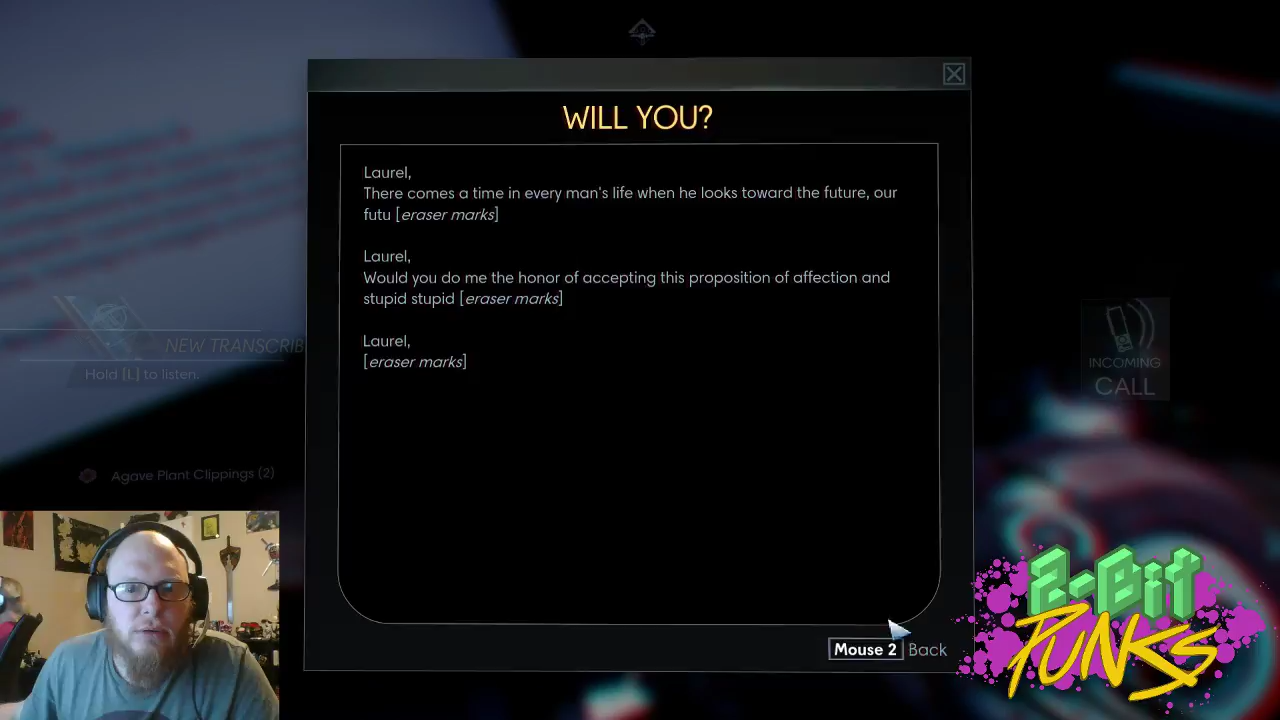 WILL YOU?
Laurel,
There comes a time in every man's life when he looks toward the future, our
futu [eraser marks]
Laurel,
Would you do me the honor of accepting this proposition of affection and
stupid stupid [eraser marks]
Laurel,
[eraser marks]
NEW TRANSCRIB
Hold [L] to listen.
INCOMING
CALL
Agave Plant Clippings (2)
Mouse 2 Back
2-Bit
PUNKS